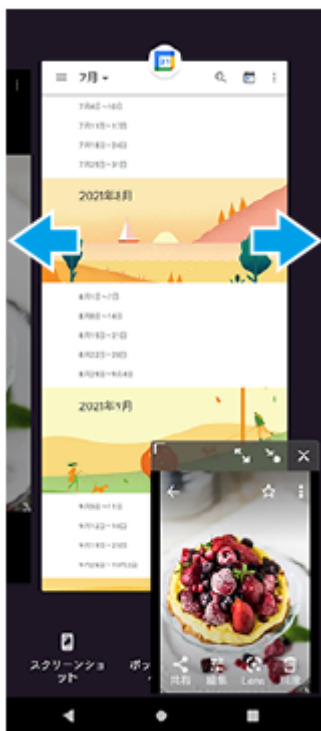 31
7月
7月4日～10日
7月11日～17日
7月18日～24日
7月25日～31日
2021年8月
8月1日～7日
8月8日～14日
8月15日～21日
8月22日～28日
8月29日～9月4日
2021年9月
9月5日～11日
9月12日～18日
9月19日～25日
スクリーンショ
ット
共有
編集
Lens
削除